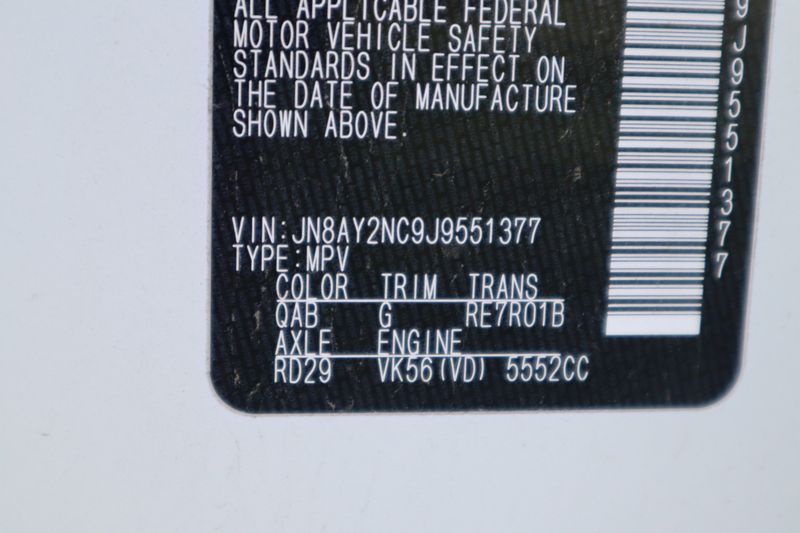 ALL APPLICABLE FEDERAL
MOTOR VEHICLE SAFETY
STANDARDS IN EFFECT ON
THE DATE OF MANUFACTURE
SHOWN ABOVE.
VIN:JN8AY2NC9J9551377
TYPE:MPV
COLOR TRIM TRANS
QAB G RE7R01B
AXLE ENGINE
RD29 VK56(VD) 5552CC
9J9551377